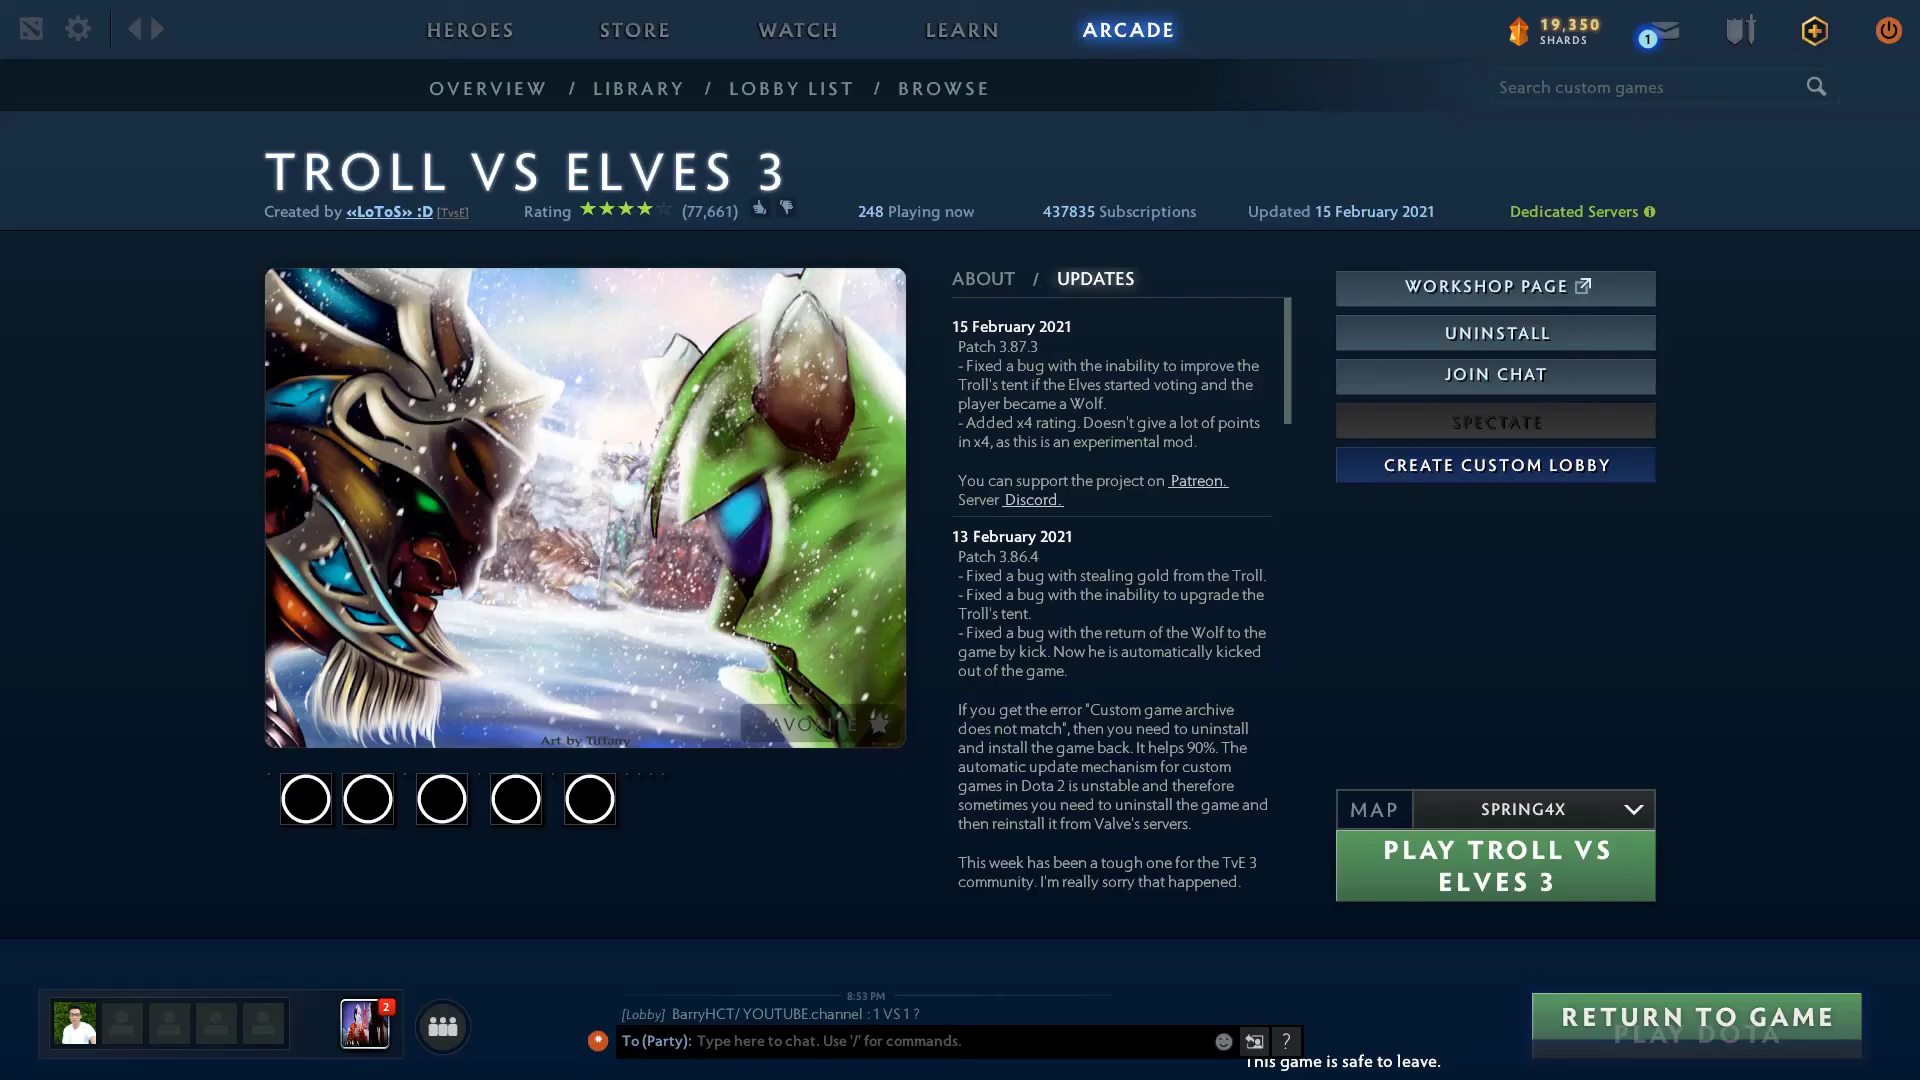 HEROES
STORE
WATCH
LEARN
ARCADE
19,350
SHARDS
1
OVERVIEW / LIBRARY / LOBBY LIST / BROWSE
Search custom games
TROLL VS ELVES 3
Created by «LoToS» :D [TvsE]
Rating
(77,661)
248 Playing now
437835 Subscriptions
Updated 15 February 2021
Dedicated Servers
ABOUT / UPDATES
15 February 2021
Patch 3.87.3
- Fixed a bug with the inability to improve the
Troll's tent if the Elves started voting and the
player became a Wolf.
- Added x4 rating. Doesn't give a lot of points
in x4, as this is an experimental mod.
You can support the project on Patreon.
Server Discord.
13 February 2021
Patch 3.86.4
- Fixed a bug with stealing gold from the Troll.
- Fixed a bug with the inability to upgrade the
Troll's tent.
- Fixed a bug with the return of the Wolf to the
game by kick. Now he is automatically kicked
out of the game.
If you get the error "Custom game archive
does not match", then you need to uninstall
and install the game back. It helps 90%. The
automatic update mechanism for custom
games in Dota 2 is unstable and therefore
sometimes you need to uninstall the game and
then reinstall it from Valve's servers.
This week has been a tough one for the TvE 3
community. I'm really sorry that happened.
FAVORITE
Art by Tiffany
WORKSHOP PAGE
UNINSTALL
JOIN CHAT
SPECTATE
CREATE CUSTOM LOBBY
MAP
SPRING4X
PLAY TROLL VS
ELVES 3
2
8:53 PM
[Lobby] BarryHCT/ YOUTUBE.channel : 1 VS 1 ?
To (Party): Type here to chat. Use '/' for commands.
?
This game is safe to leave.
RETURN TO GAME
PLAY DOTA